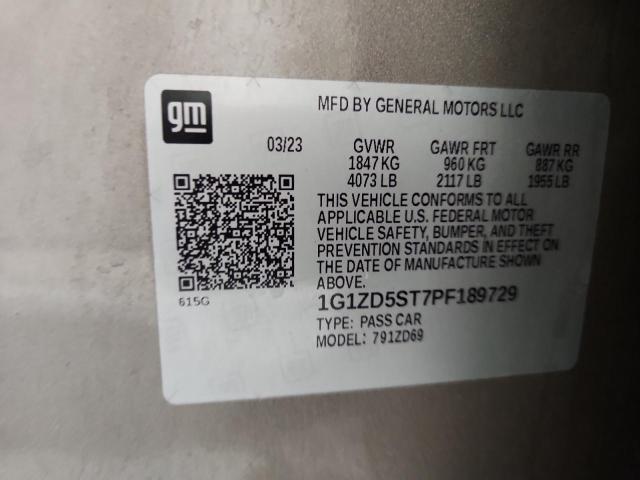 gm
MFD BY GENERAL MOTORS LLC
03/23 GVWR GAWR FRT GAWR RR
1847 KG 960 KG 887 KG
4073 LB 2117 LB 1955 LB
THIS VEHICLE CONFORMS TO ALL
APPLICABLE U.S. FEDERAL MOTOR
VEHICLE SAFETY, BUMPER, AND THEFT
PREVENTION STANDARDS IN EFFECT ON
THE DATE OF MANUFACTURE SHOWN
ABOVE.
615G
1G1ZD5ST7PF189729
TYPE: PASS CAR
MODEL: 791ZD69